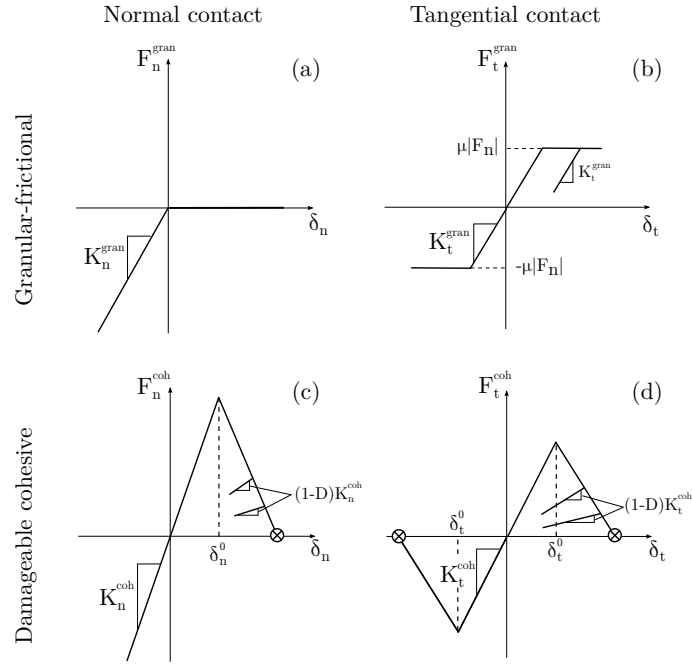 Normal contact
Tangential contact
Granular-frictional
Damageable cohesive
F_n^gran
(a)
K_n^gran
δ_n
F_t^gran
(b)
μ|F_n|
K_t^gran
K_t^gran
δ_t
-μ|F_n|
F_n^coh
(c)
(1-D)K_n^coh
δ_n^0
δ_n
K_n^coh
F_t^coh
(d)
(1-D)K_t^coh
δ_t^0
δ_t^0
δ_t
K_t^coh